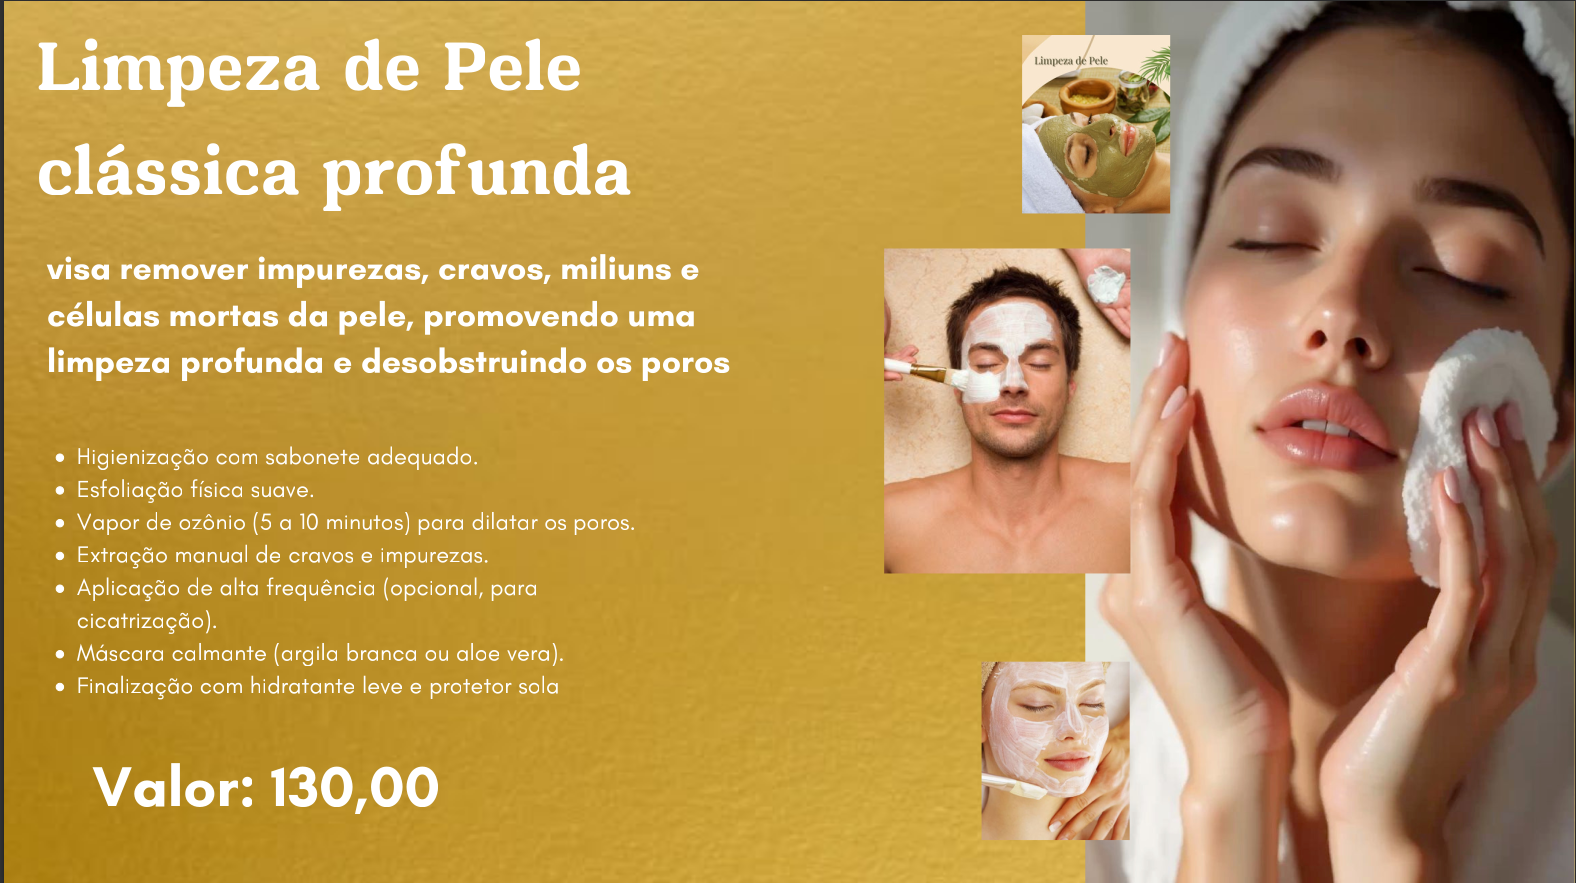 Limpeza de Pele
clássica profunda
visa remover impurezas, cravos, miliuns e
células mortas da pele, promovendo uma
limpeza profunda e desobstruindo os poros
• Higienização com sabonete adequado.
• Esfoliação física suave.
• Vapor de ozônio (5 a 10 minutos) para dilatar os poros.
• Extração manual de cravos e impurezas.
• Aplicação de alta frequência (opcional, para
cicatrização).
• Máscara calmante (argila branca ou aloe vera).
• Finalização com hidratante leve e protetor sola
Valor: 130,00
Limpeza de Pele